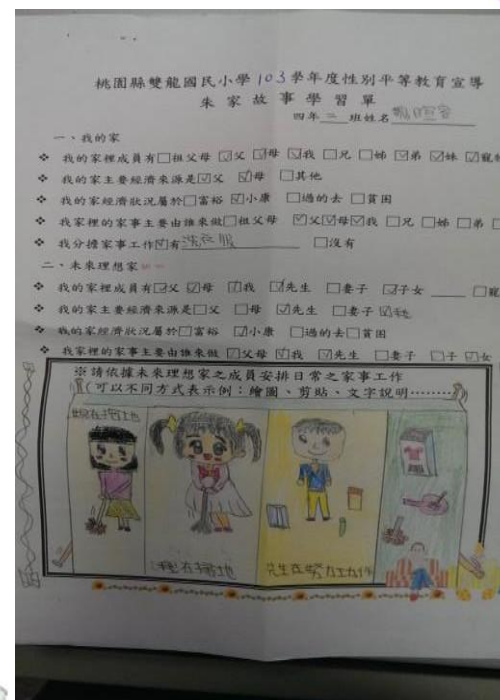 桃園縣雙龍國民小學103學年度性別平等教育宣導
朱家故事學習單
四年二班姓名
一、我的家
❖ 我的家裡成員有□祖父母 ☑父 ☑母 ☑我 □兄 □姊 ☑弟 ☑妹 ☑寵
❖ 我的家主要經濟來源是☑父 ☑母 □其他
❖ 我的家經濟狀況屬於□富裕 ☑小康 □過的去 □貧困
❖ 我家裡的家事主要由誰來做□祖父母 ☑父☑母☑我 □兄 □姊 □弟 □
❖ 我分擔家事工作☑有洗衣服 □沒有
二、未來理想家
❖ 我的家裡成員有☑父 ☑母 ☑我 ☑先生 □妻子 ☑子女 □寵
❖ 我的家主要經濟來源是□父 □母 ☑先生 □妻子 ☑
❖ 我的家經濟狀況屬於□富裕 ☑小康 □過的去□貧困
❖ 我家裡的家事主要由誰來做 ☑父母 ☑我 ☑先生 □妻子 □子 ☑女
※請依據未來理想家之成員安排日常之家事工作
(可以不同方式表示例：繪圖、剪貼、文字說明………
在掃地
在掃地
先生在努力工作